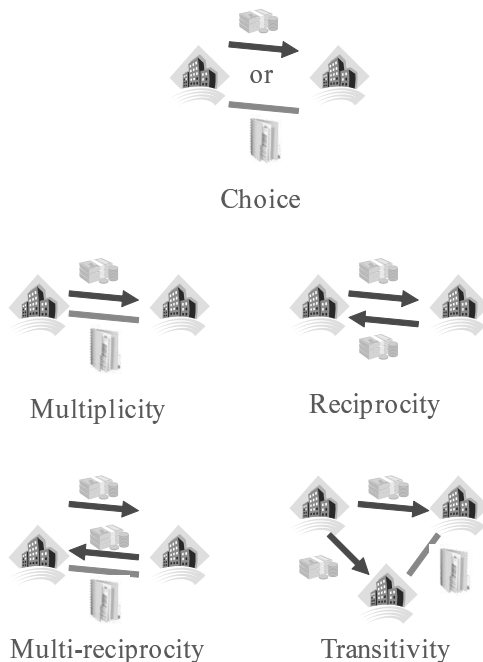 or
Choice
Multiplicity
Reciprocity
Multi-reciprocity
Transitivity